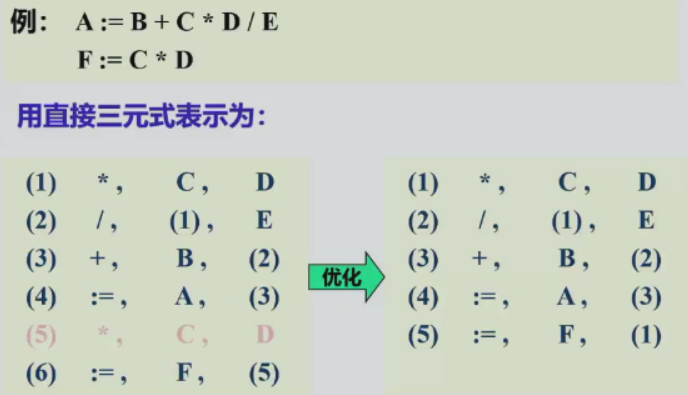 例： A := B + C * D / E
F := C * D
用直接三元式表示为：
(1) *, C, D
(2) /, (1), E
(3) +, B, (2)
(4) :=, A, (3)
(5) *, C, D
(6) :=, F, (5)
优化
(1) *, C, D
(2) /, (1), E
(3) +, B, (2)
(4) :=, A, (3)
(5) :=, F, (1)